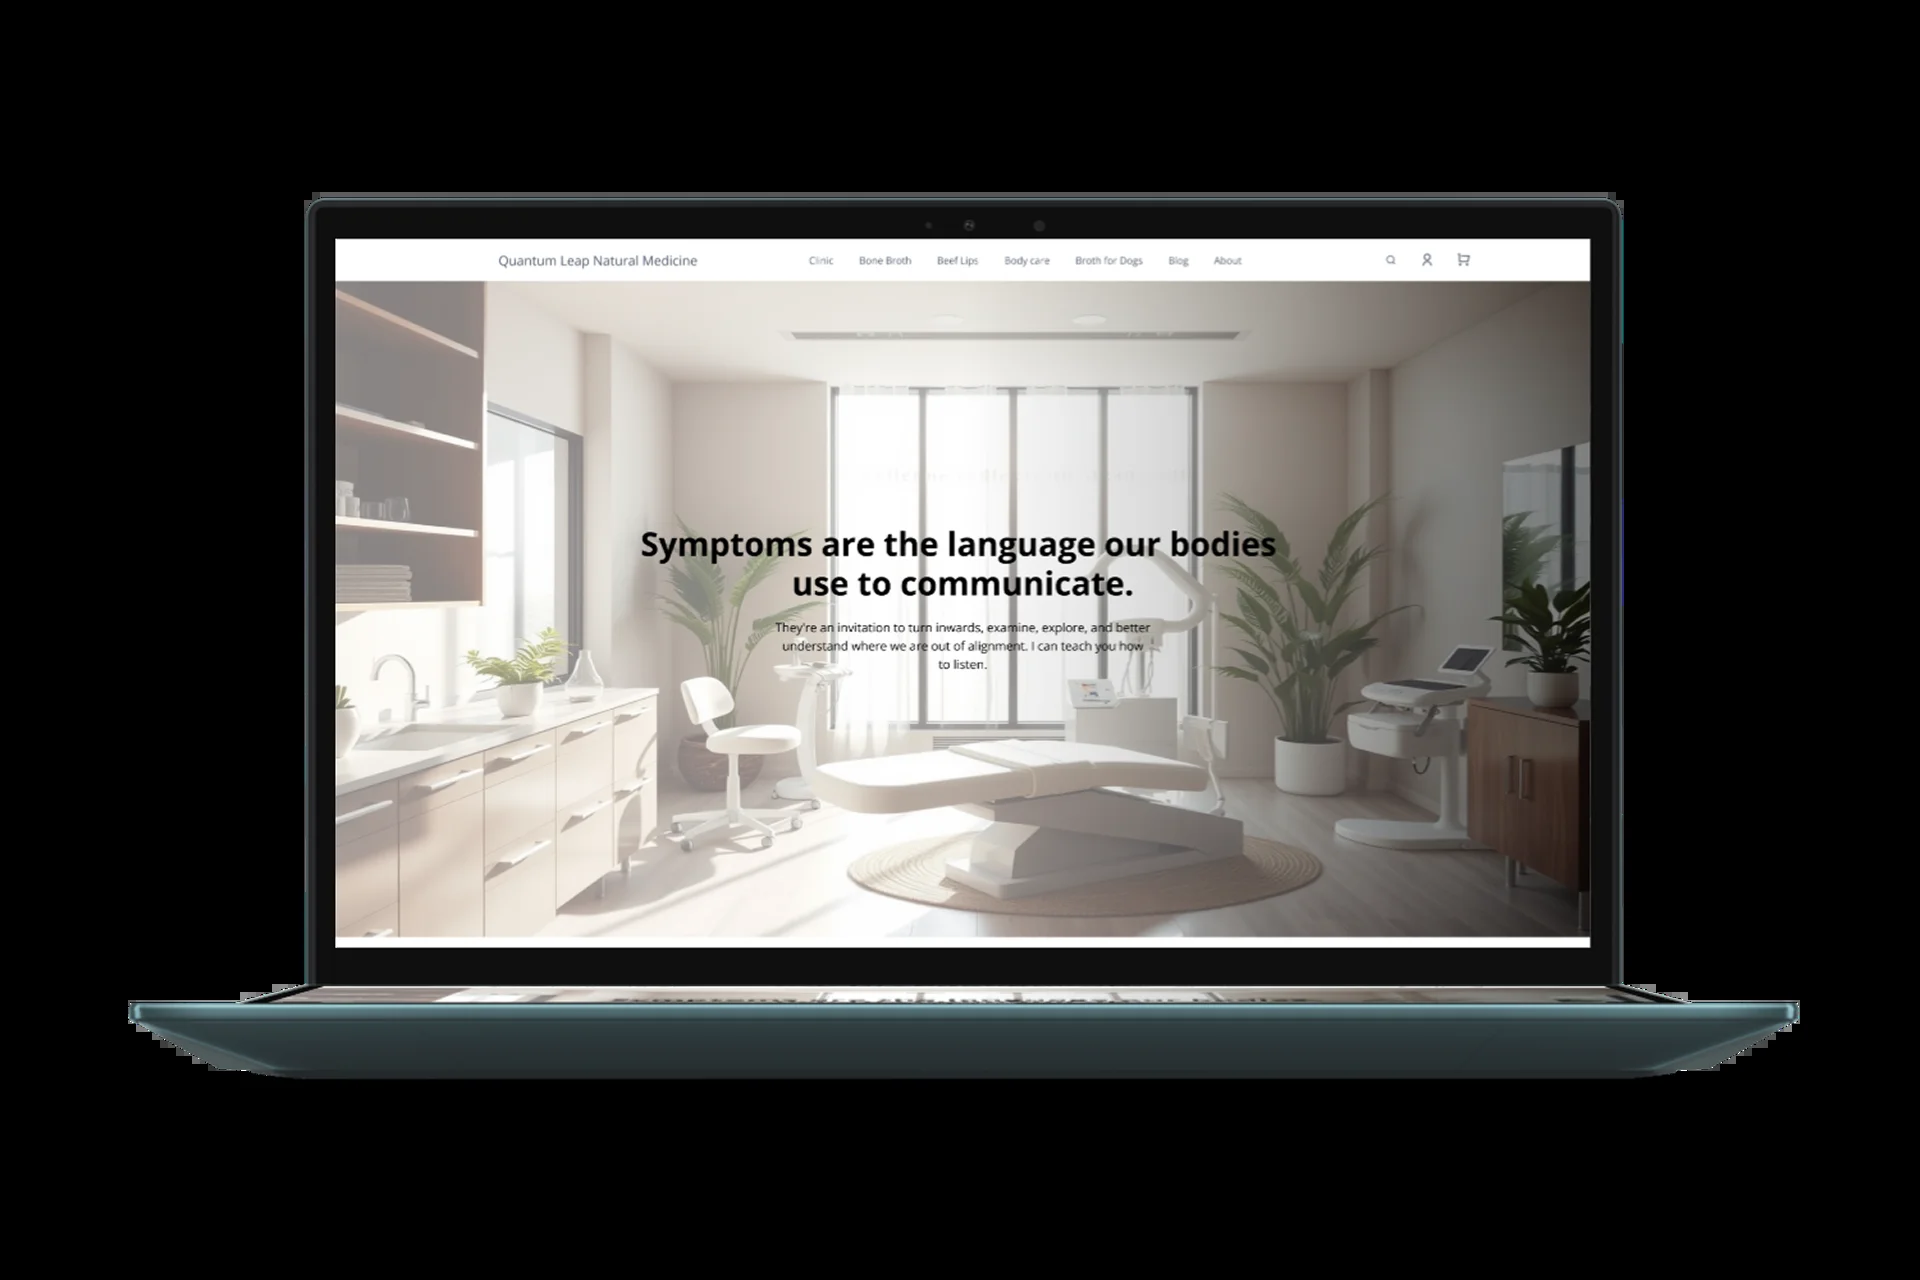 Quantum Leap Natural Medicine
Clinic Bone Broth Beef Lips Body care Broth for Dogs Blog About
Symptoms are the language our bodies
use to communicate.
They're an invitation to turn inwards, examine, explore, and better
understand where we are out of alignment. I can teach you how
to listen.